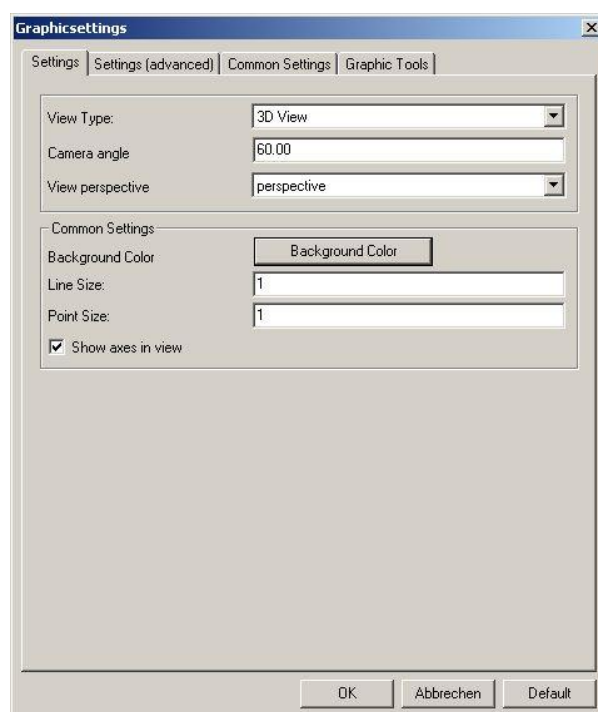 Graphicsettings
Settings Settings (advanced) Common Settings Graphic Tools
View Type: 3D View
Camera angle 60.00
View perspective perspective
Common Settings
Background Color Background Color
Line Size: 1
Point Size: 1
Show axes in view
OK Abbrechen Default